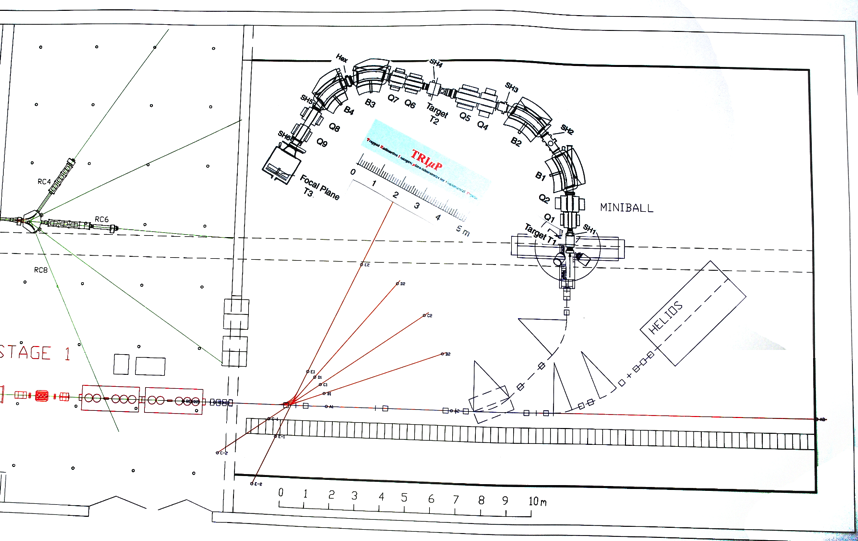 Hex
SH4
SH5
B4
B3
Q7
Q6
Target
T2
Q5
Q4
SH3
SH2
B2
Q8
Q9
SH6
TRIμP
B1
RC4
Focal Plane
T3
0 1 2 3 4 5 m
Q2
MINIBALL
Q1
SH1
Target T1
RC6
RC8
HELIOS
STAGE 1
0 1 2 3 4 5 6 7 8 9 10 m